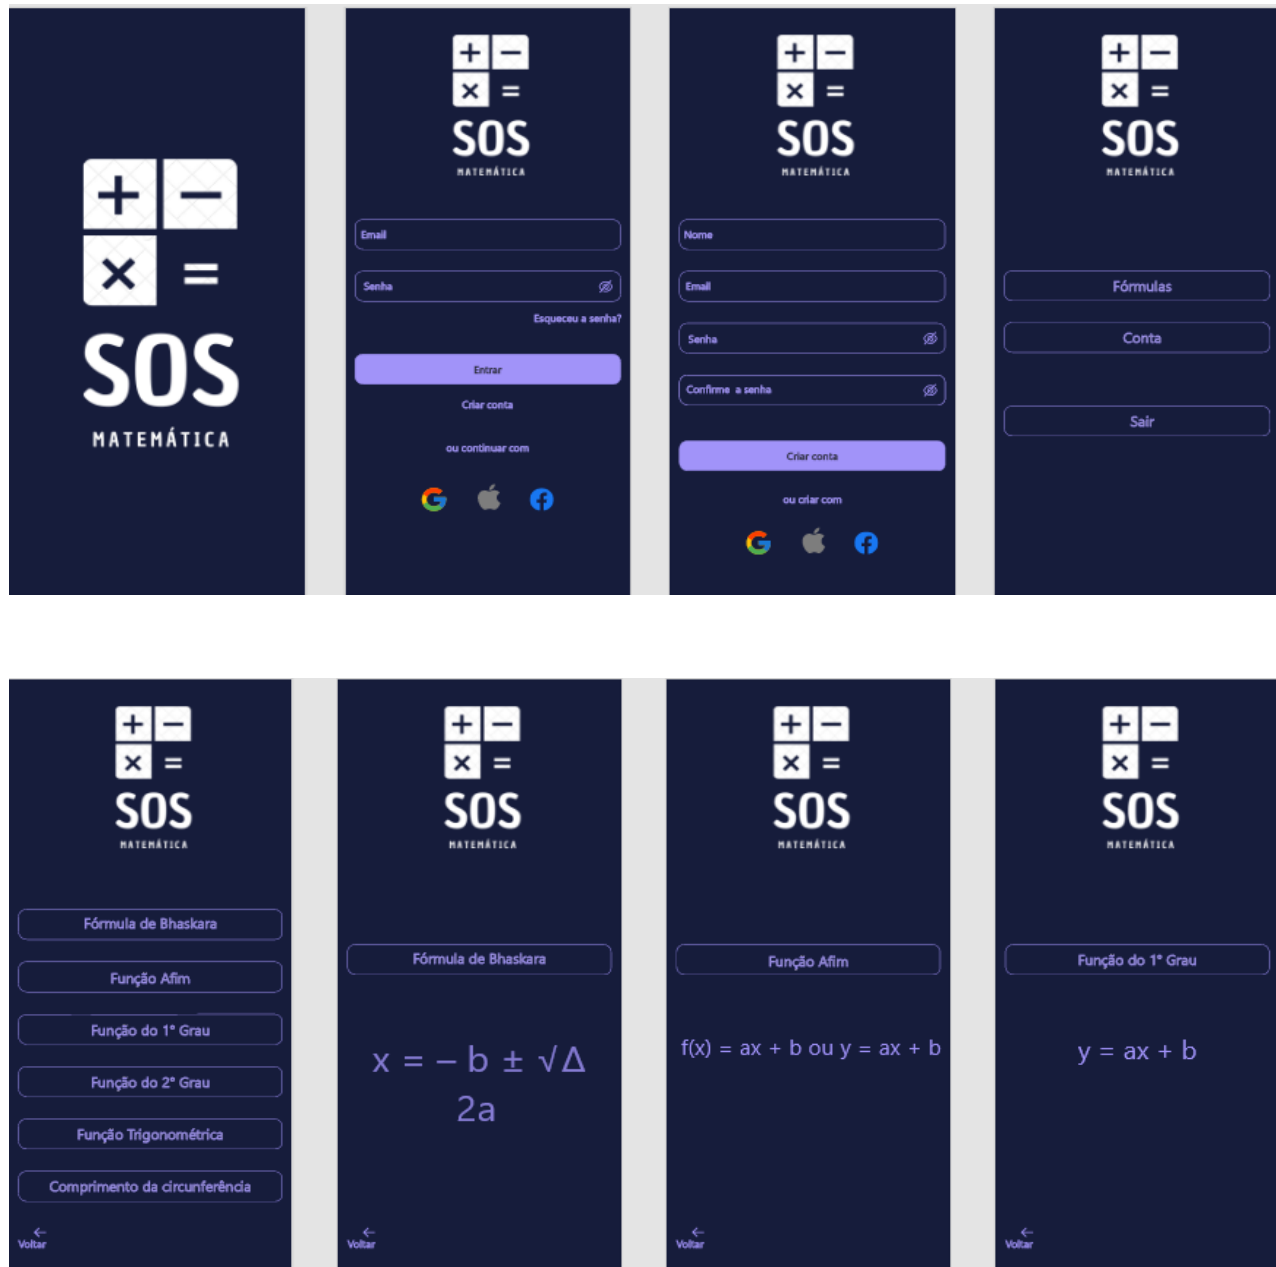 + −
× =
SOS
MATEMÁTICA
+ −
× =
SOS
MATEMÁTICA
Email
Senha
Esqueceu a senha?
Entrar
Criar conta
ou continuar com
+ −
× =
SOS
MATEMÁTICA
Nome
Email
Senha
Confirme a senha
Criar conta
ou criar com
+ −
× =
SOS
MATEMÁTICA
Fórmulas
Conta
Sair
+ −
× =
SOS
MATEMÁTICA
Fórmula de Bhaskara
Função Afim
Função do 1° Grau
Função do 2° Grau
Função Trigonométrica
Comprimento da circunferência
←
Voltar
+ −
× =
SOS
MATEMÁTICA
Fórmula de Bhaskara
x = – b ± √Δ
2a
←
Voltar
+ −
× =
SOS
MATEMÁTICA
Função Afim
f(x) = ax + b ou y = ax + b
←
Voltar
+ −
× =
SOS
MATEMÁTICA
Função do 1° Grau
y = ax + b
←
Voltar